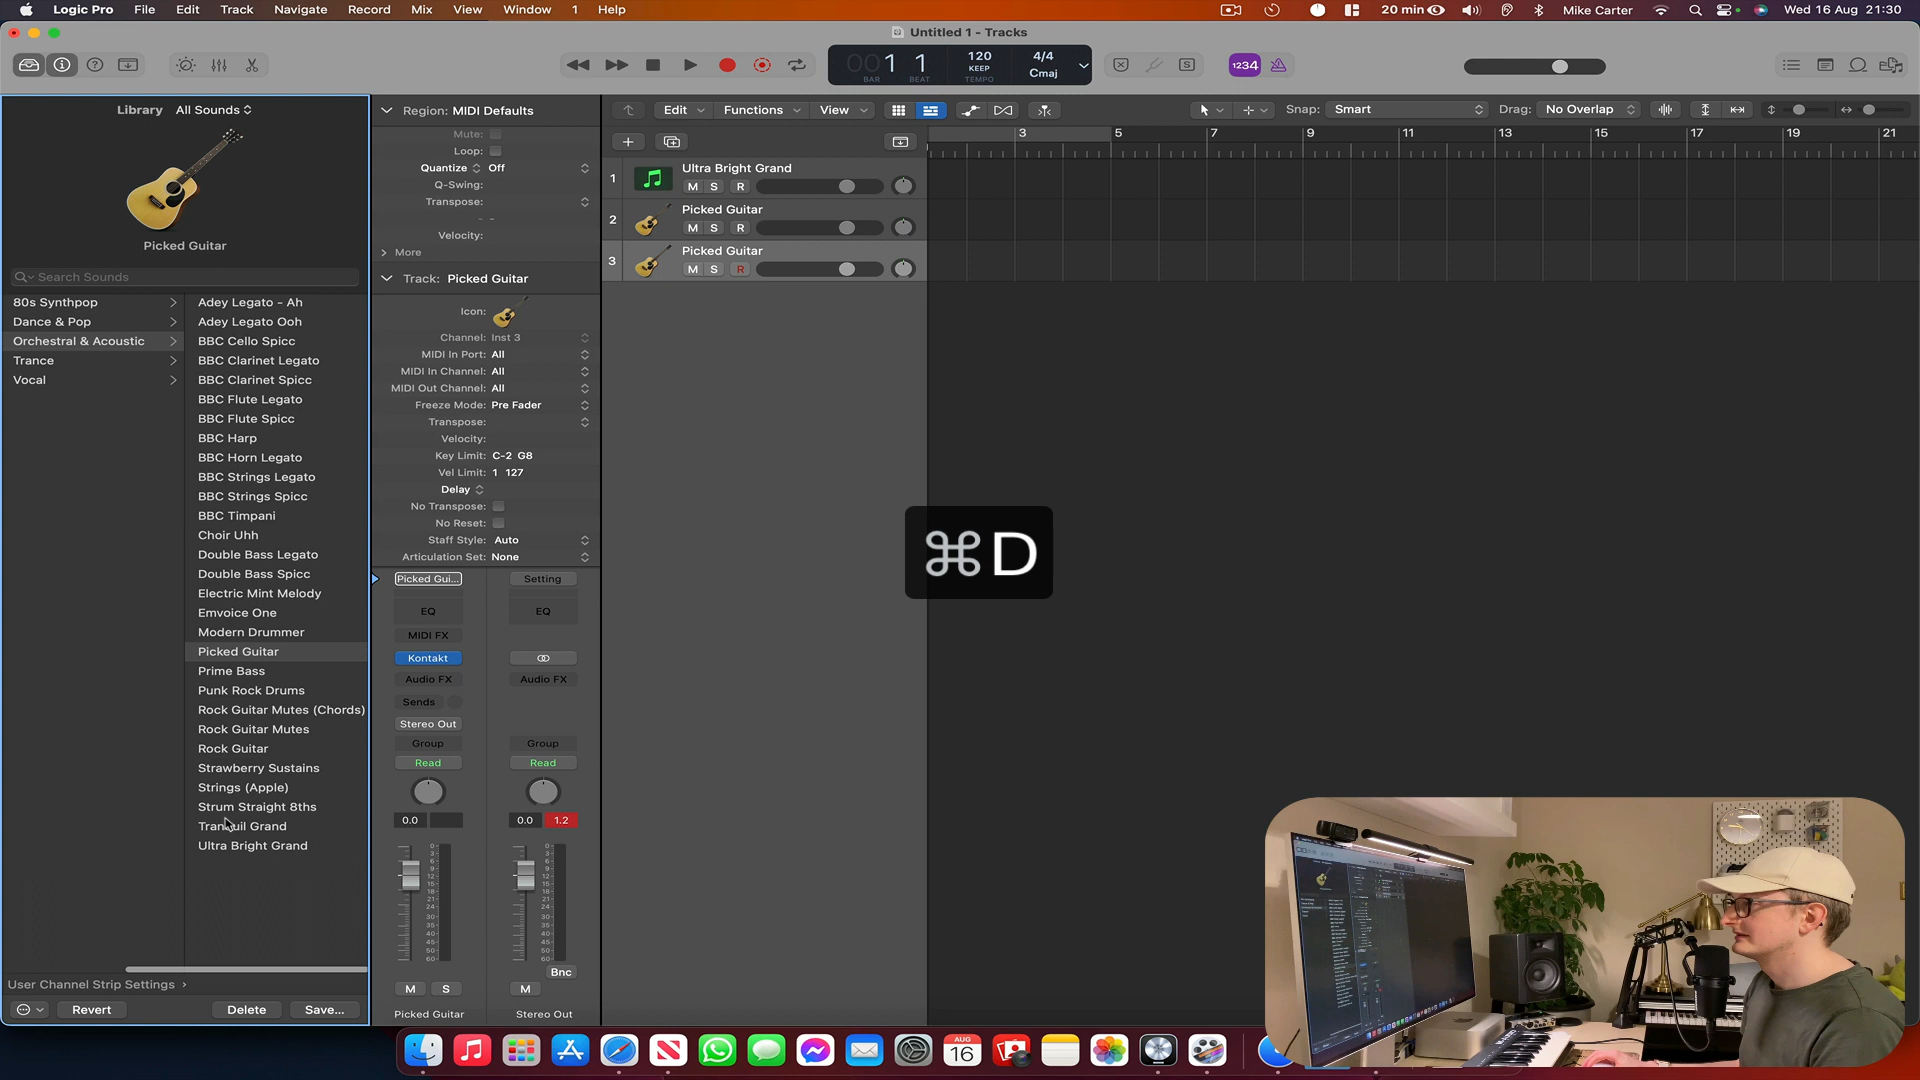 Logic Pro File Edit Track Navigate Record Mix View Window 1 Help
20 min Mike Carter Wed 16 Aug 21:30
Untitled 1 - Tracks
001 1
BAR BEAT
120
KEEP
TEMPO
4/4
Cmaj
1234
Library All Sounds
Picked Guitar
Search Sounds
80s Synthpop
Dance & Pop
Orchestral & Acoustic
Trance
Vocal
Adey Legato - Ah
Adey Legato Ooh
BBC Cello Spicc
BBC Clarinet Legato
BBC Clarinet Spicc
BBC Flute Legato
BBC Flute Spicc
BBC Harp
BBC Horn Legato
BBC Strings Legato
BBC Strings Spicc
BBC Timpani
Choir Uhh
Double Bass Legato
Double Bass Spicc
Electric Mint Melody
Emvoice One
Modern Drummer
Picked Guitar
Prime Bass
Punk Rock Drums
Rock Guitar Mutes (Chords)
Rock Guitar Mutes
Rock Guitar
Strawberry Sustains
Strings (Apple)
Strum Straight 8ths
Tranquil Grand
Ultra Bright Grand
User Channel Strip Settings
Revert Delete Save...
Region: MIDI Defaults
Mute:
Loop:
Quantize Off
Q-Swing:
Transpose:
Velocity:
More
Track: Picked Guitar
Icon:
Channel: Inst 3
MIDI In Port: All
MIDI In Channel: All
MIDI Out Channel: All
Freeze Mode: Pre Fader
Transpose:
Velocity:
Key Limit: C-2 G8
Vel Limit: 1 127
Delay
No Transpose:
No Reset:
Staff Style: Auto
Articulation Set: None
Picked Gui... Setting
EQ EQ
MIDI FX
Kontakt
Audio FX Audio FX
Sends
Stereo Out
Group Group
Read Read
0.0 0.0 1.2
Bnc
M S M
Picked Guitar Stereo Out
Edit Functions View
Snap: Smart Drag: No Overlap
3 5 7 9 11 13 15 17 19 21
1 Ultra Bright Grand
M S R
2 Picked Guitar
M S R
3 Picked Guitar
M S R
⌘D
AUG
16